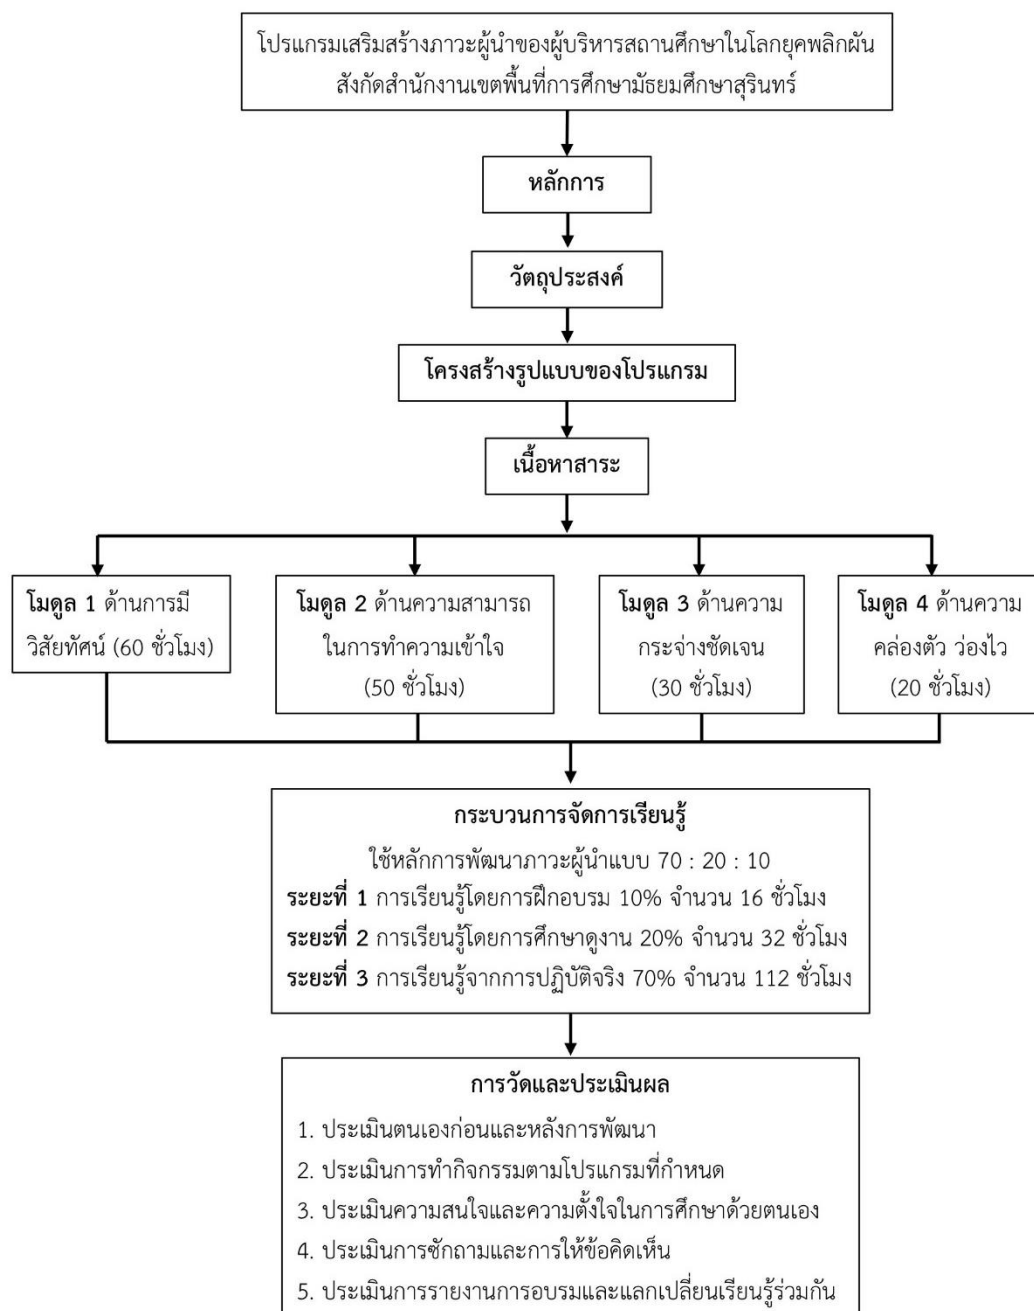 โปรแกรมเสริมสร้างภาวะผู้นำของผู้บริหารสถานศึกษาในโลกยุคพลิกผัน
สังกัดสำนักงานเขตพื้นที่การศึกษามัธยมศึกษาสุรินทร์
หลักการ
วัตถุประสงค์
โครงสร้างรูปแบบของโปรแกรม
เนื้อหาสาระ
โมดูล 1 ด้านการมี
วิสัยทัศน์ (60 ชั่วโมง)
โมดูล 2 ด้านความสามารถ
ในการทำความเข้าใจ
(50 ชั่วโมง)
โมดูล 3 ด้านความ
กระจ่างชัดเจน
(30 ชั่วโมง)
โมดูล 4 ด้านความ
คล่องตัว ว่องไว
(20 ชั่วโมง)
กระบวนการจัดการเรียนรู้
ใช้หลักการพัฒนาภาวะผู้นำแบบ 70 : 20 : 10
ระยะที่ 1 การเรียนรู้โดยการฝึกอบรม 10% จำนวน 16 ชั่วโมง
ระยะที่ 2 การเรียนรู้โดยการศึกษาดูงาน 20% จำนวน 32 ชั่วโมง
ระยะที่ 3 การเรียนรู้จากการปฏิบัติจริง 70% จำนวน 112 ชั่วโมง
การวัดและประเมินผล
1. ประเมินตนเองก่อนและหลังการพัฒนา
2. ประเมินการทำกิจกรรมตามโปรแกรมที่กำหนด
3. ประเมินความสนใจและความตั้งใจในการศึกษาด้วยตนเอง
4. ประเมินการซักถามและการให้ข้อคิดเห็น
5. ประเมินการรายงานการอบรมและแลกเปลี่ยนเรียนรู้ร่วมกัน